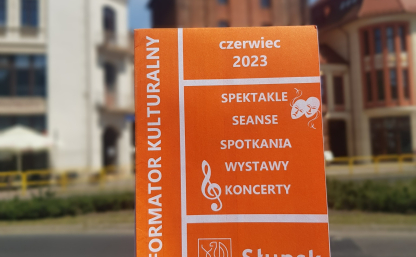 FORMATOR KULTURALNY
czerwiec
2023
SPEKTAKLE
SEANSE
SPOTKANIA
WYSTAWY
KONCERTY
Słupsk